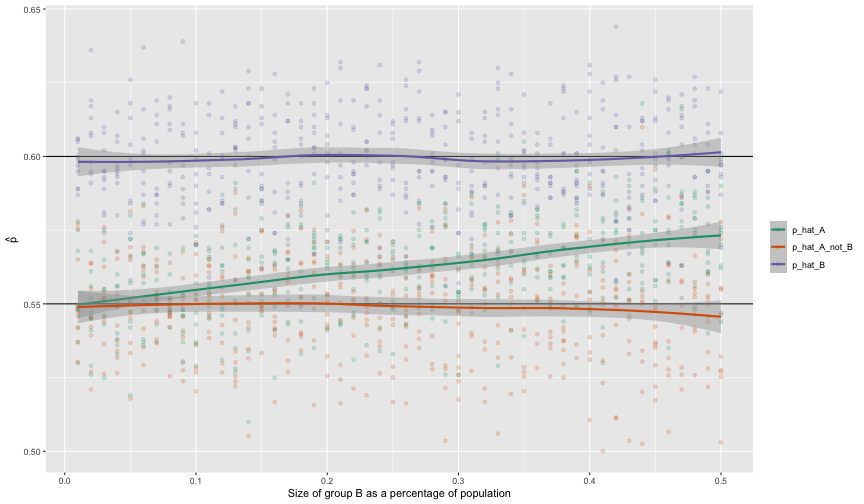 0.65
0.60
0.55
0.50
p̂
0.0
0.1
0.2
0.3
0.4
0.5
Size of group B as a percentage of population
p_hat_A
p_hat_A_not_B
p_hat_B